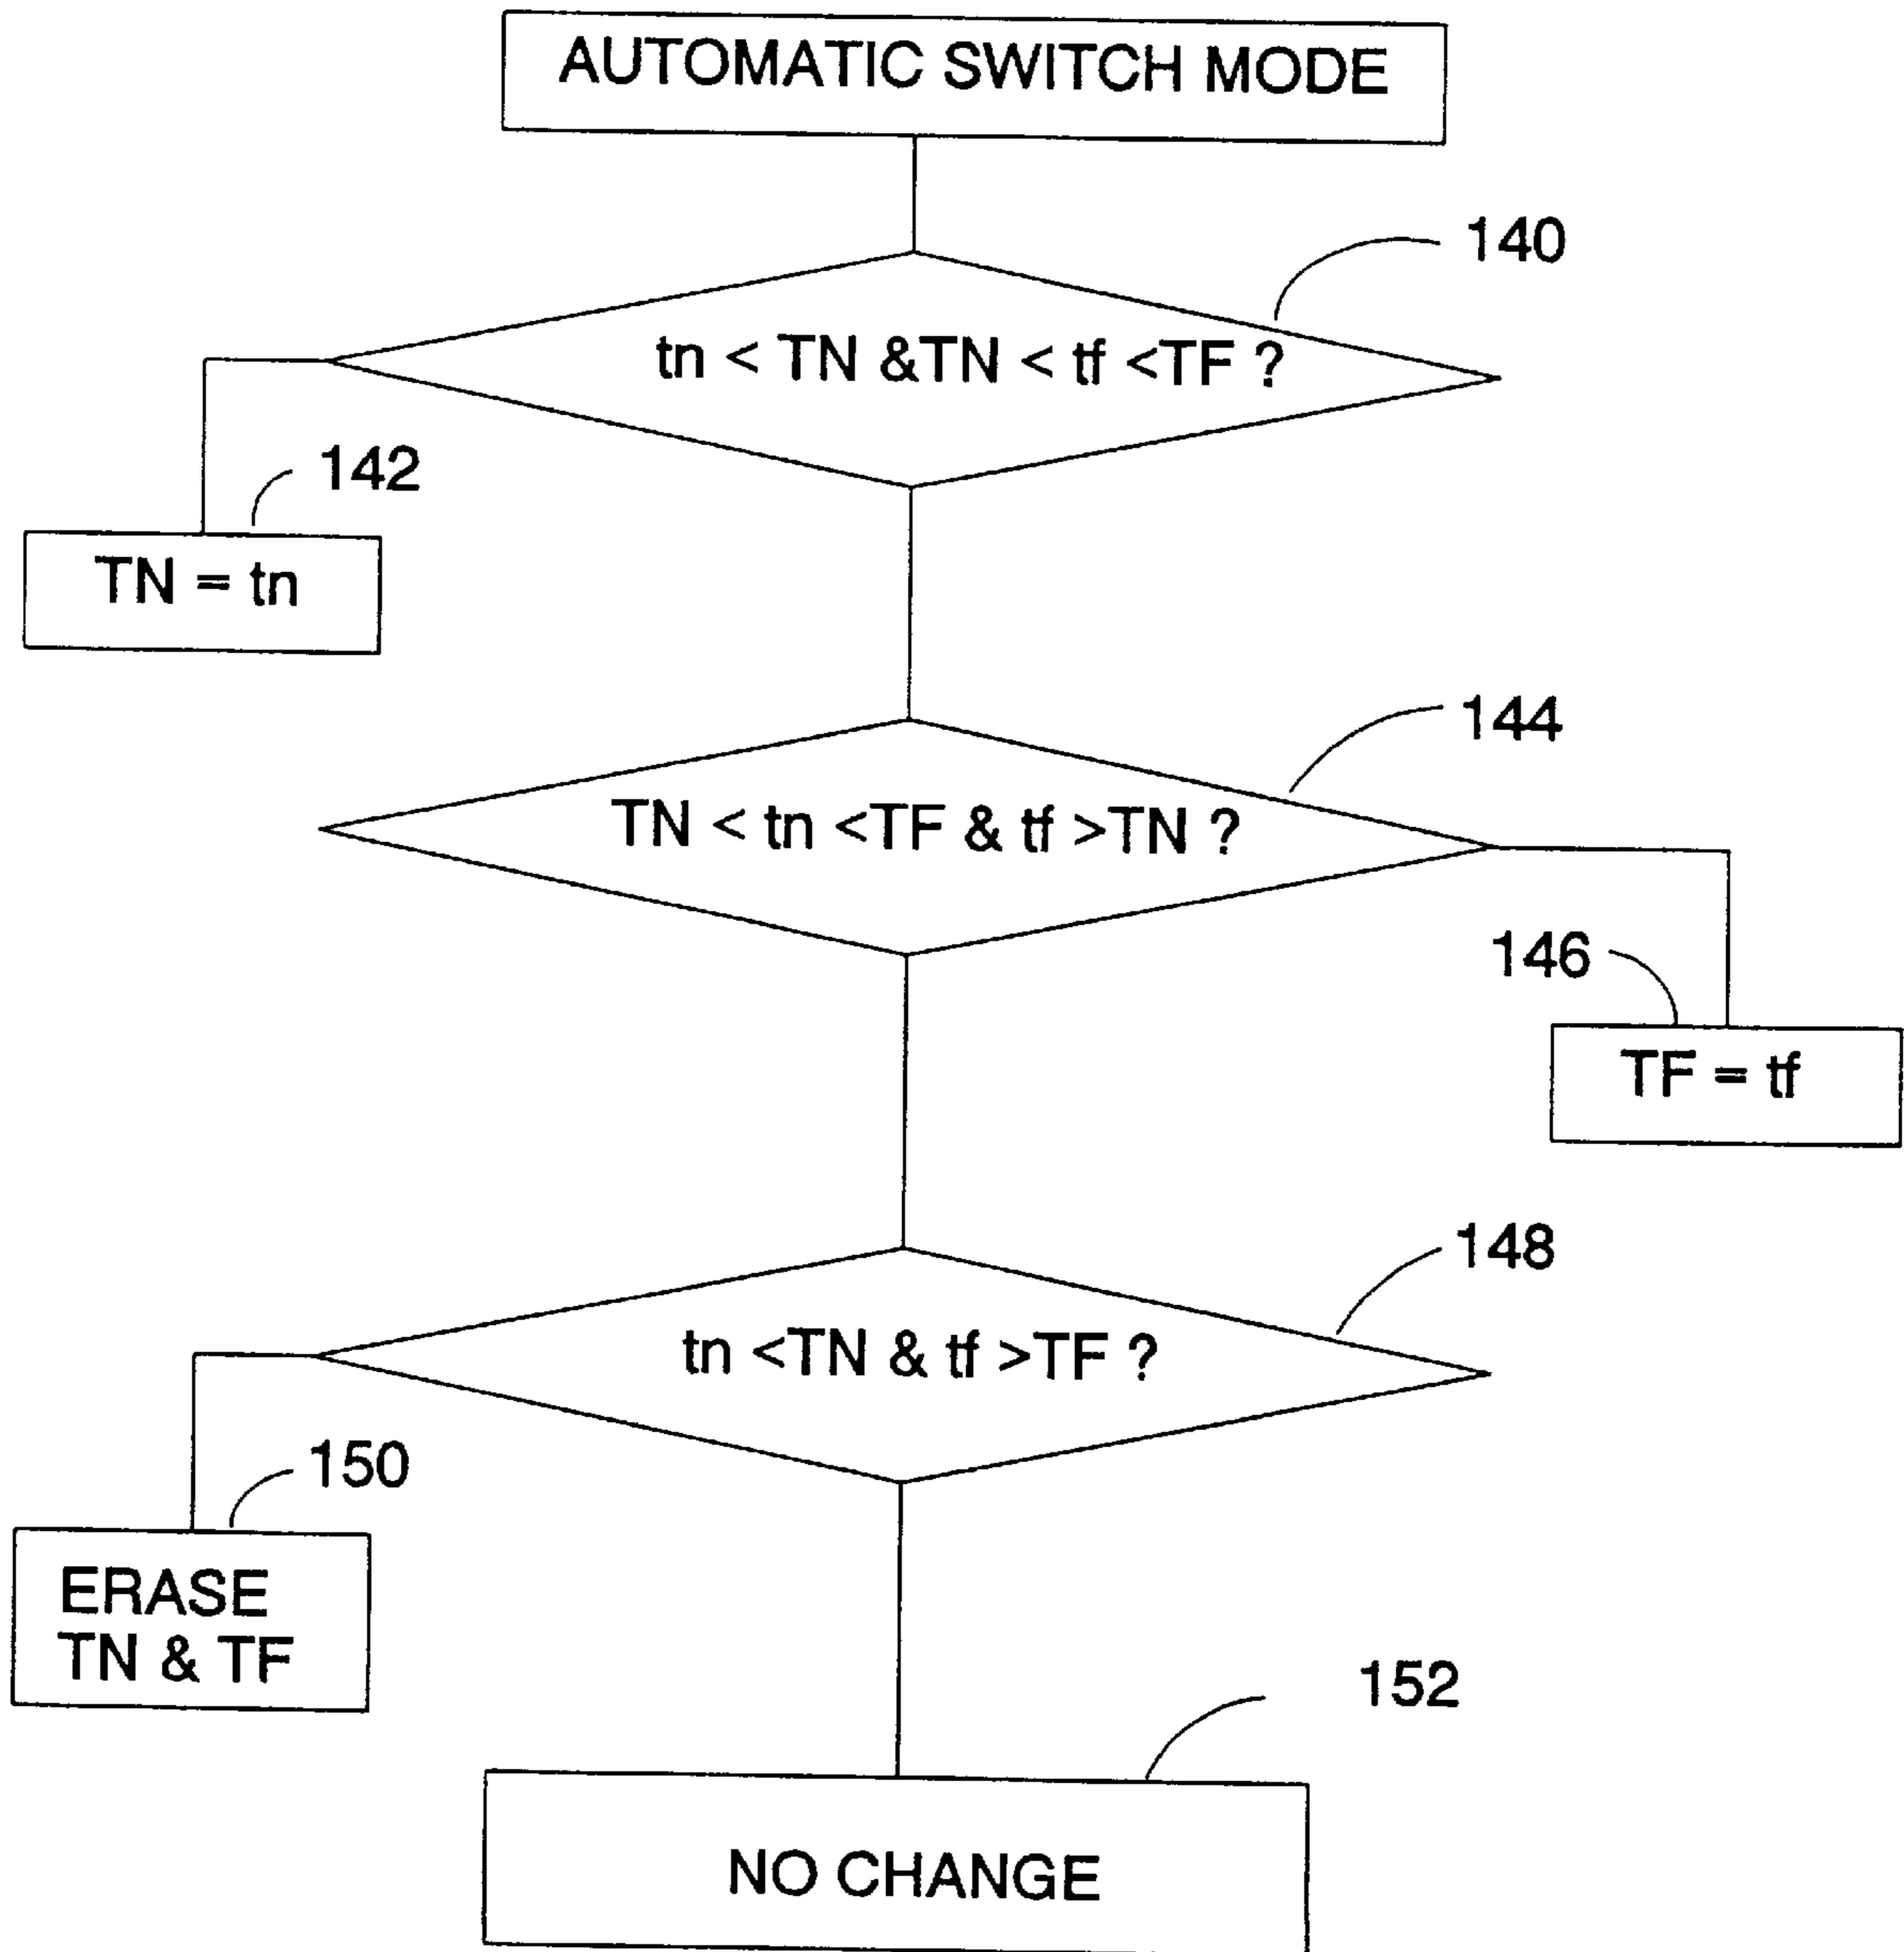 AUTOMATIC SWITCH MODE
140
tn < TN &TN < tf <TF ?
142
TN = tn
144
TN < tn <TF & tf >TN ?
146
TF = tf
148
tn <TN & tf >TF ?
150
ERASE
TN & TF
152
NO CHANGE